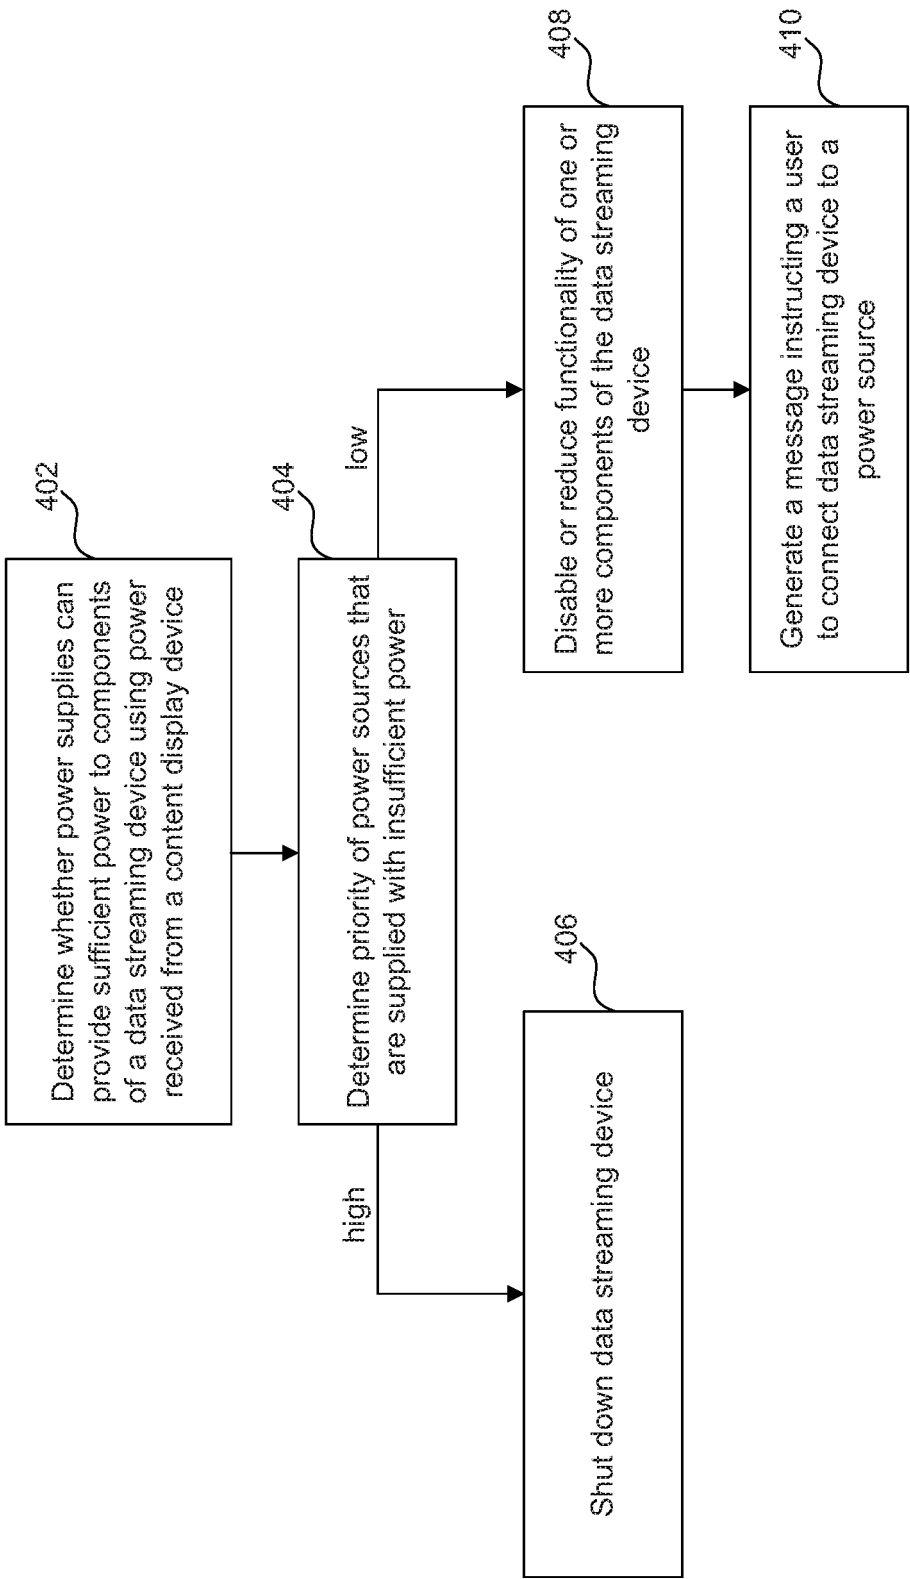 402
Determine whether power supplies can
provide sufficient power to components
of a data streaming device using power
received from a content display device
404
Determine priority of power sources that
are supplied with insufficient power
high
low
406
Shut down data streaming device
408
Disable or reduce functionality of one or
more components of the data streaming
device
410
Generate a message instructing a user
to connect data streaming device to a
power source